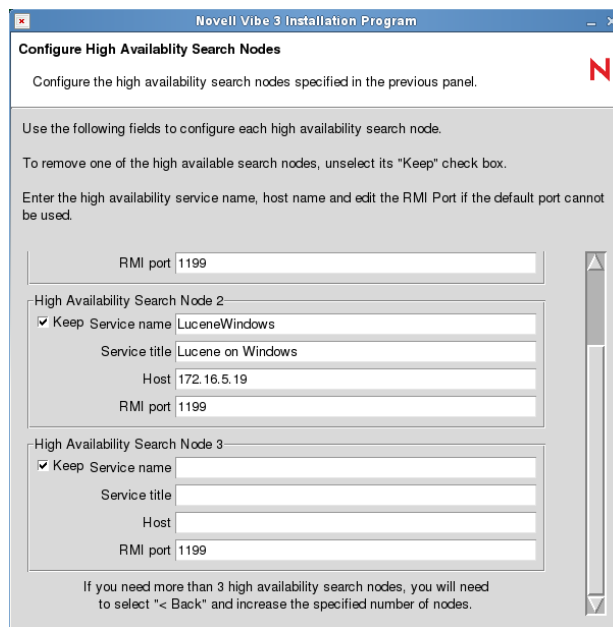 Novell Vibe 3 Installation Program
Configure High Availablity Search Nodes
Configure the high availability search nodes specified in the previous panel.
N
Use the following fields to configure each high availability search node.
To remove one of the high available search nodes, unselect its "Keep" check box.
Enter the high availability service name, host name and edit the RMI Port if the default port cannot
be used.
RMI port 1199
High Availability Search Node 2
Keep Service name LuceneWindows
Service title Lucene on Windows
Host 172.16.5.19
RMI port 1199
High Availability Search Node 3
Keep Service name
Service title
Host
RMI port 1199
If you need more than 3 high availability search nodes, you will need
to select "< Back" and increase the specified number of nodes.